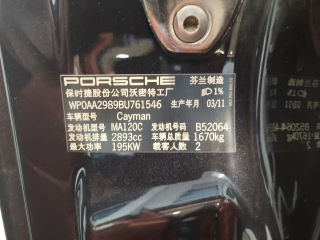 PORSCHE 芬兰制造
保时捷股份公司沃密特工厂 1%
WP0AA2989BU761546 生产年月 03/11
车辆型号 Cayman
发动机型号 MA120C 发动机号 B52064
发动机排量 2893cc 车辆总质量 1670kg
最大功率 195KW 载客人数 2